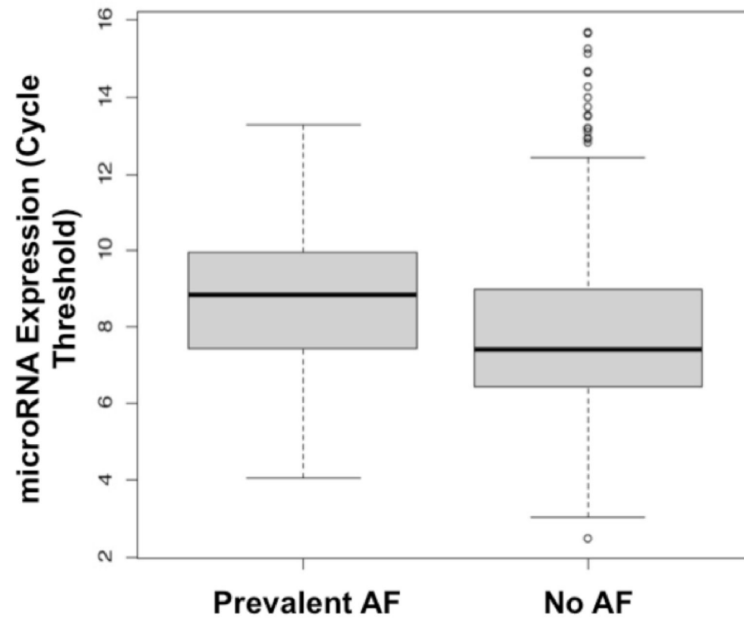 microRNA Expression (Cycle
Threshold)
16
14
12
10
8
6
4
2
Prevalent AF
No AF